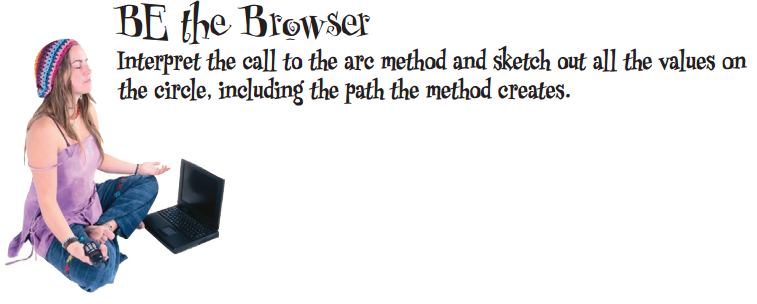 BE the Browser
Interpret the call to the arc method and sketch out all the values on
the circle, including the path the method creates.